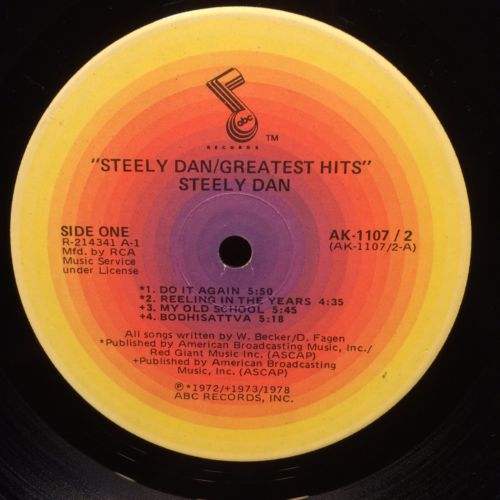 abc
RECORDS TM
"STEELY DAN/GREATEST HITS"
STEELY DAN
SIDE ONE
R-214341 A-1
Mfd. by RCA
Music Service
under License
AK-1107 / 2
(AK-1107/2-A)
*1. DO IT AGAIN 5:50
*2. REELING IN THE YEARS 4:35
+3. MY OLD SCHOOL 5:45
+4. BODHISATTVA 5:18
All songs written by W. Becker/D. Fagen
*Published by American Broadcasting Music, Inc./
Red Giant Music Inc. (ASCAP)
+Published by American Broadcasting
Music, Inc. (ASCAP)
Ⓟ*1972/+1973/1978
ABC RECORDS, INC.